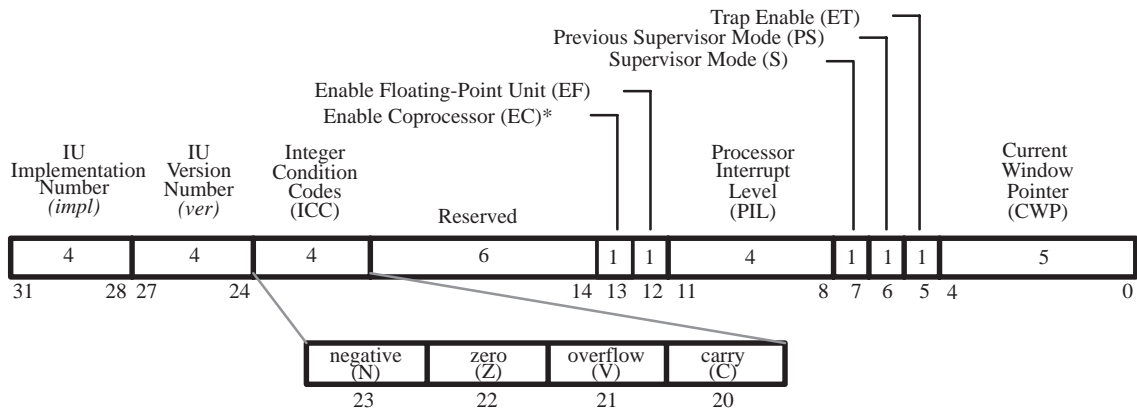 Trap Enable (ET)
Previous Supervisor Mode (PS)
Supervisor Mode (S)
Enable Floating-Point Unit (EF)
Enable Coprocessor (EC)*
IU
Implementation
Number
(impl)
IU
Version
Number
(ver)
Integer
Condition
Codes
(ICC)
Reserved
Processor
Interrupt
Level
(PIL)
Current
Window
Pointer
(CWP)
4 4 4 6 1 1 4 1 1 1 5
31 28 27 24 14 13 12 11 8 7 6 5 4 0
negative
(N)
zero
(Z)
overflow
(V)
carry
(C)
23 22 21 20